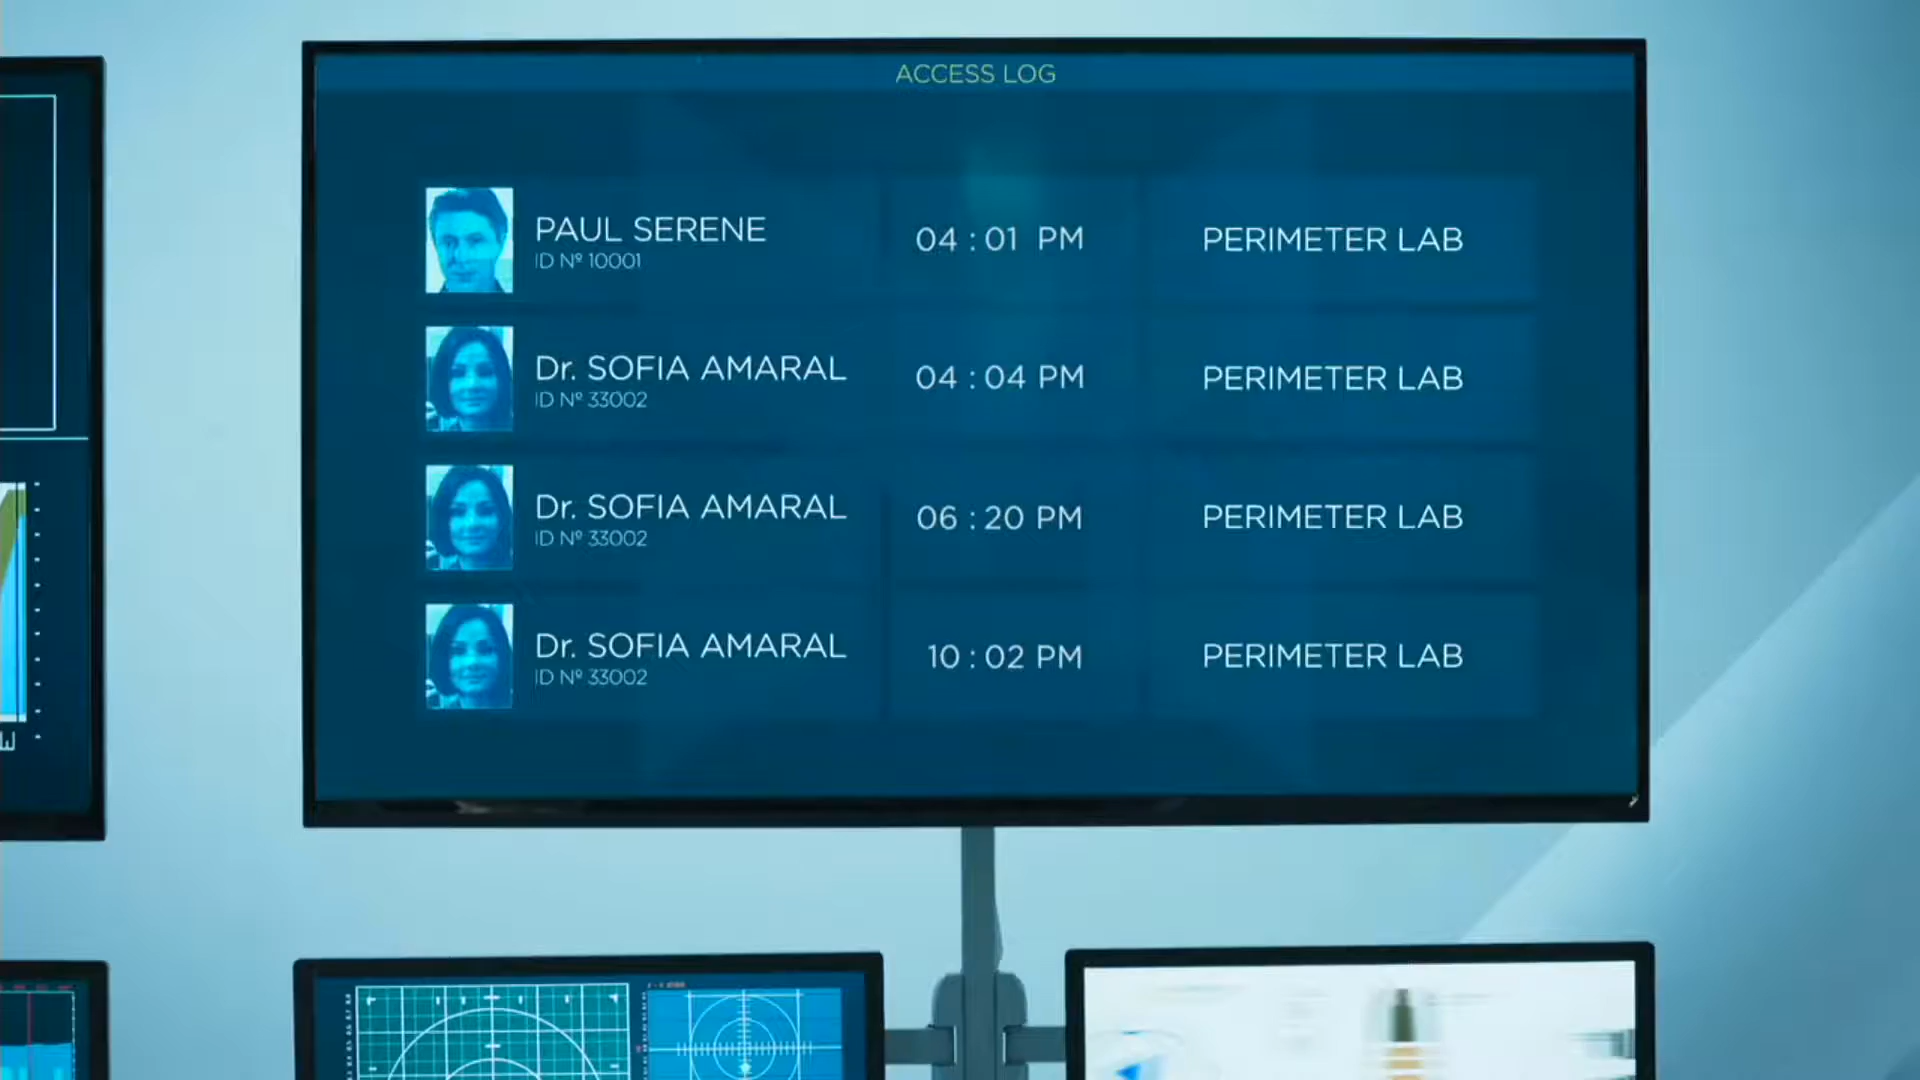 ACCESS LOG
PAUL SERENE
ID Nº 10001
04 : 01 PM
PERIMETER LAB
Dr. SOFIA AMARAL
ID Nº 33002
04 : 04 PM
PERIMETER LAB
Dr. SOFIA AMARAL
ID Nº 33002
06 : 20 PM
PERIMETER LAB
Dr. SOFIA AMARAL
ID Nº 33002
10 : 02 PM
PERIMETER LAB